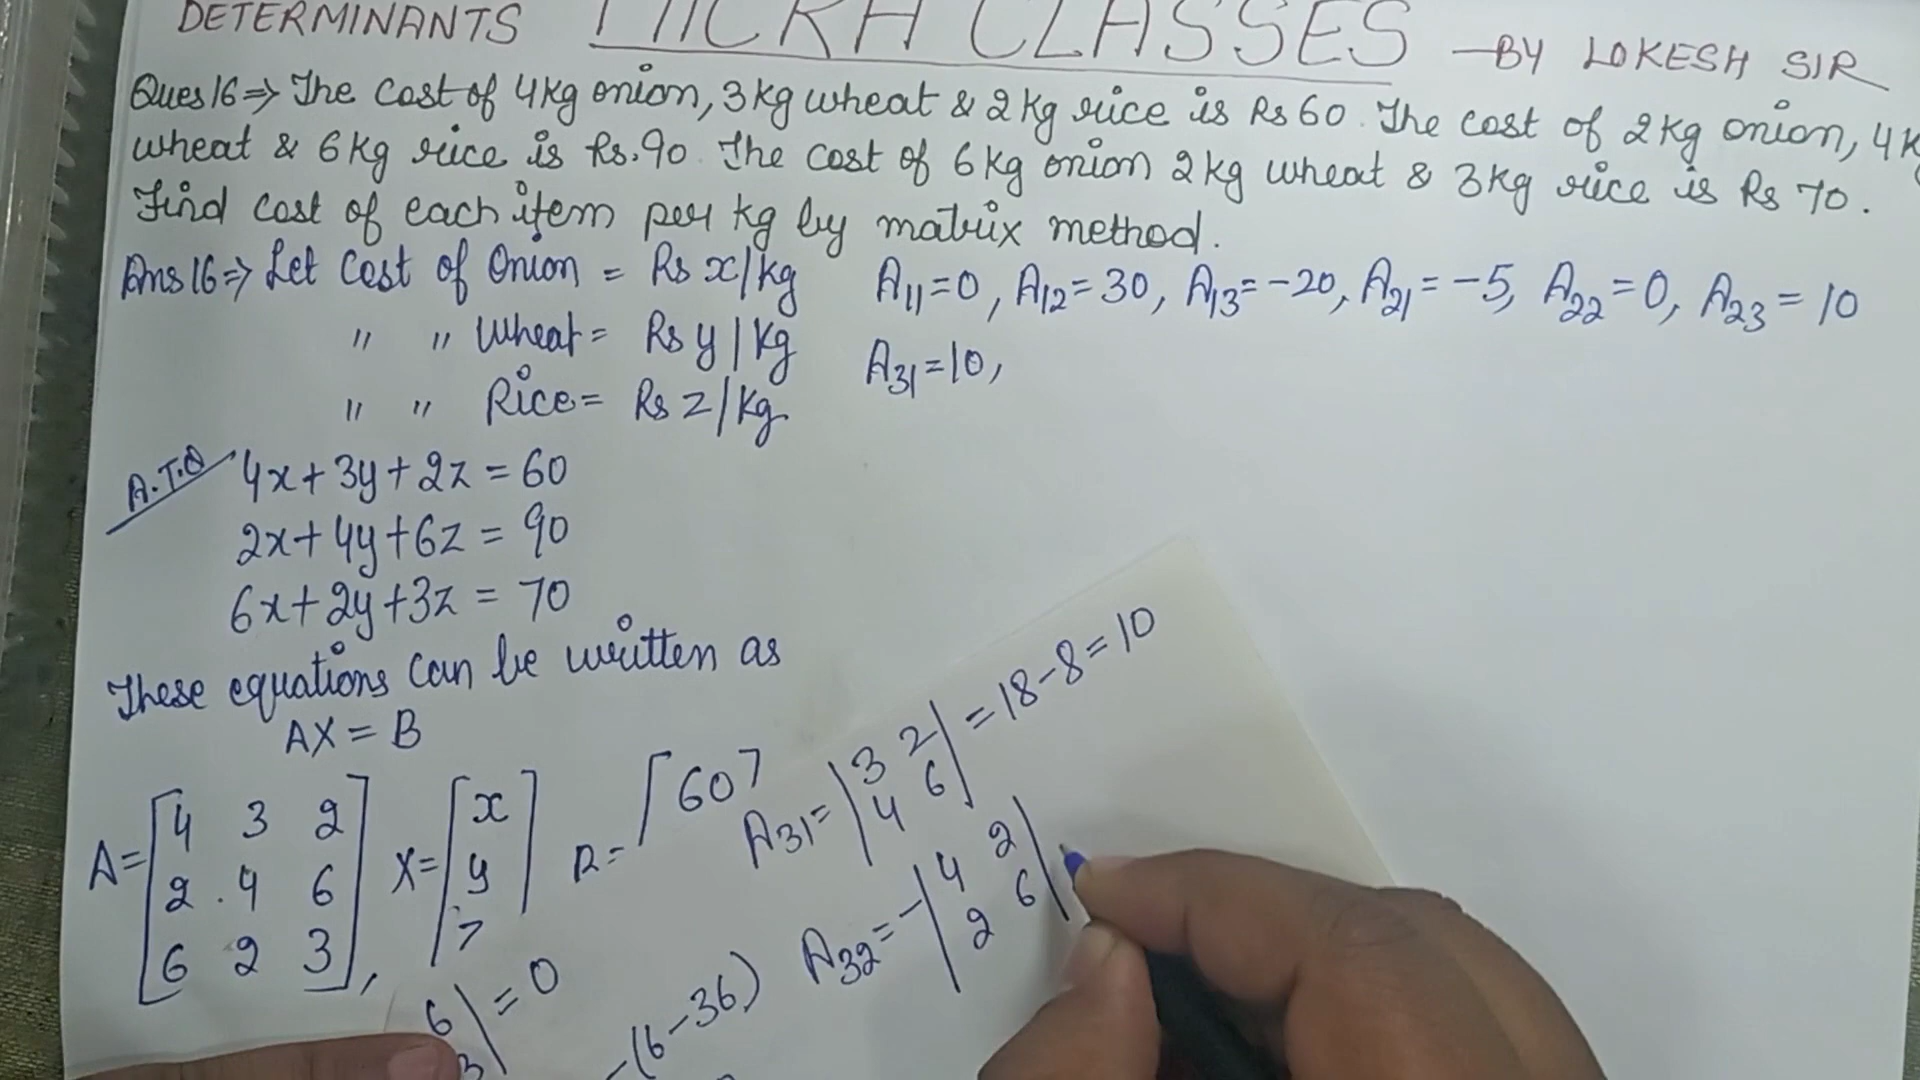 DETERMINANTS CLASSES -BY LOKESH SIR
Ques16⇒ The cost of 4kg onion, 3kg wheat & 2kg rice is Rs 60. The cost of 2kg onion, 4K
wheat & 6kg rice is Rs.90 The cost of 6kg onion 2kg wheat & 3kg rice is Rs 70.
Find cost of each item per kg by matrix method.
Ans16⇒ Let Cost of Onion = Rs x/kg
" " Wheat = Rs y/kg
" " Rice = Rs z/kg
A.T.Q
4x+3y+2z = 60
2x+4y+6z = 90
6x+2y+3z = 70
These equations can be written as
AX = B
A= [4 3 2
2 4 6
6 2 3], X= [x
y
z] B= [60]
A₁₁=0, A₁₂=30, A₁₃=-20, A₂₁=-5, A₂₂=0, A₂₃=10
A₃₁=10,
A₃₁= |3 2
4 6| = 18-8=10
A₃₂= -|4 2
2 6|
6
3| = 0
-(6-36)